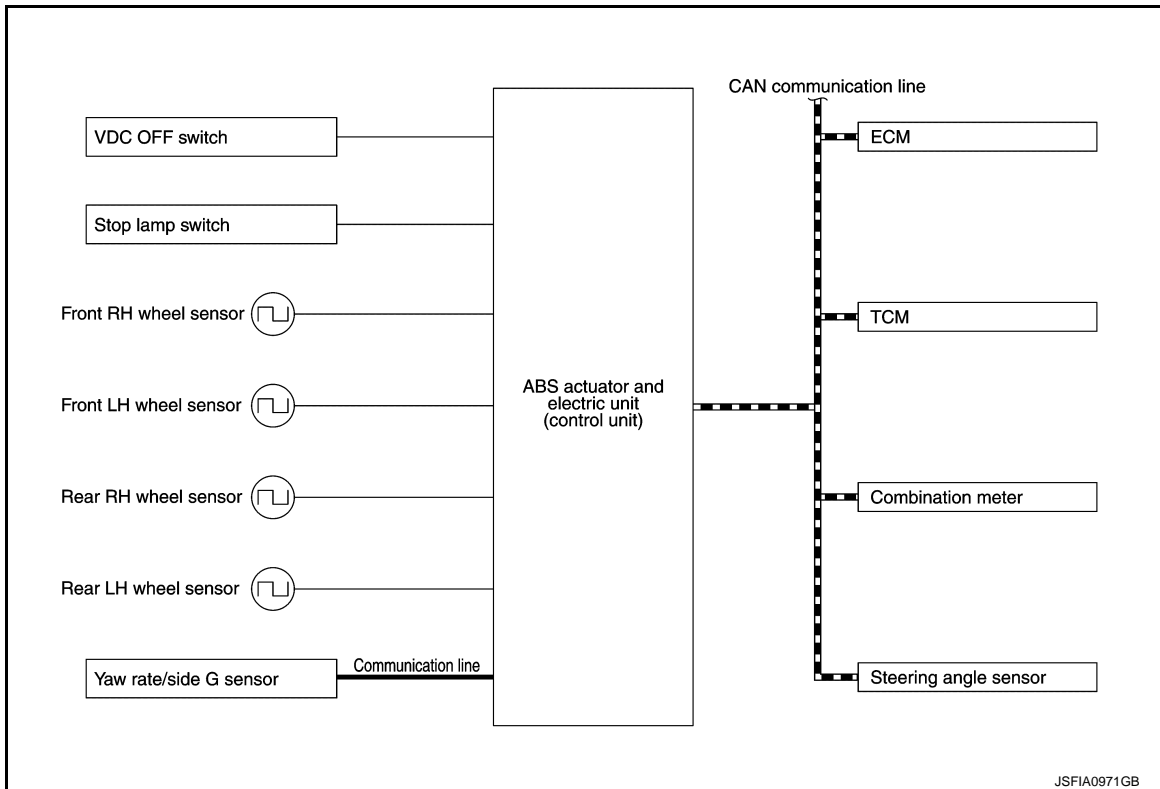 CAN communication line
VDC OFF switch
ECM
Stop lamp switch
Front RH wheel sensor
TCM
Front LH wheel sensor
ABS actuator and
electric unit
(control unit)
Rear RH wheel sensor
Combination meter
Rear LH wheel sensor
Communication line
Yaw rate/side G sensor
Steering angle sensor
JSFIA0971GB